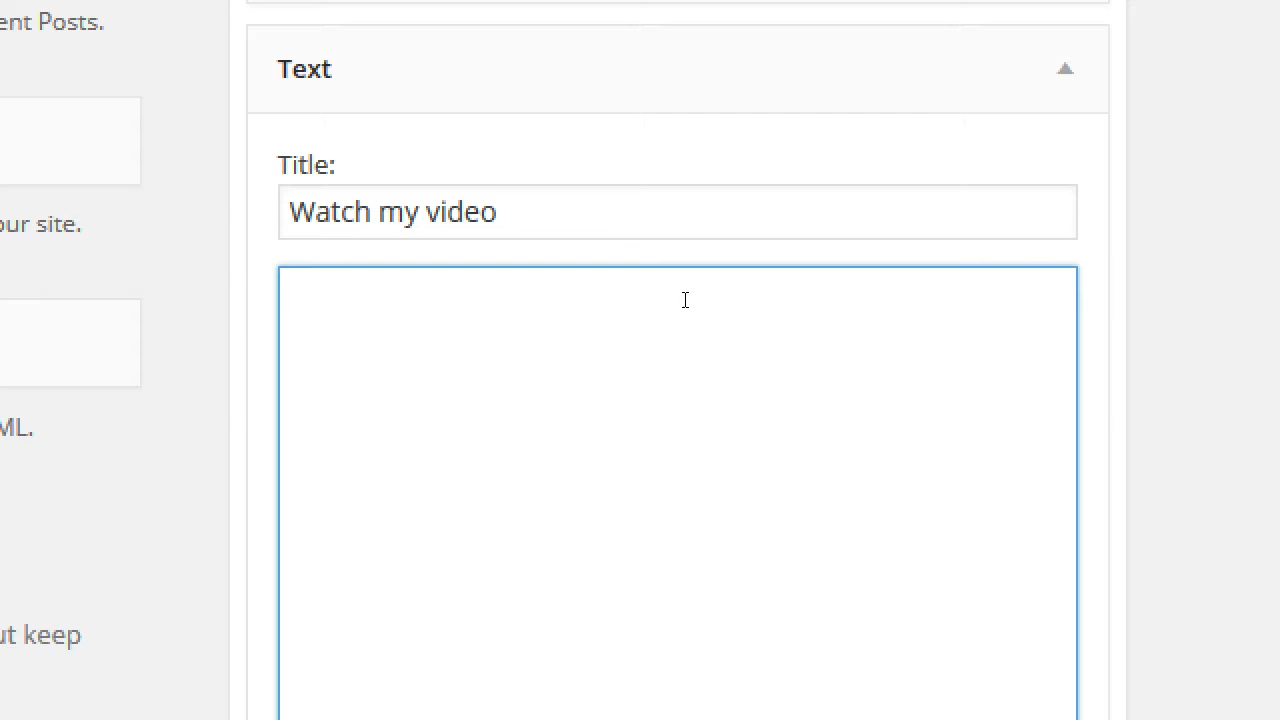 ent Posts.
Text
Title:
Watch my video
our site.
ML.
ut keep